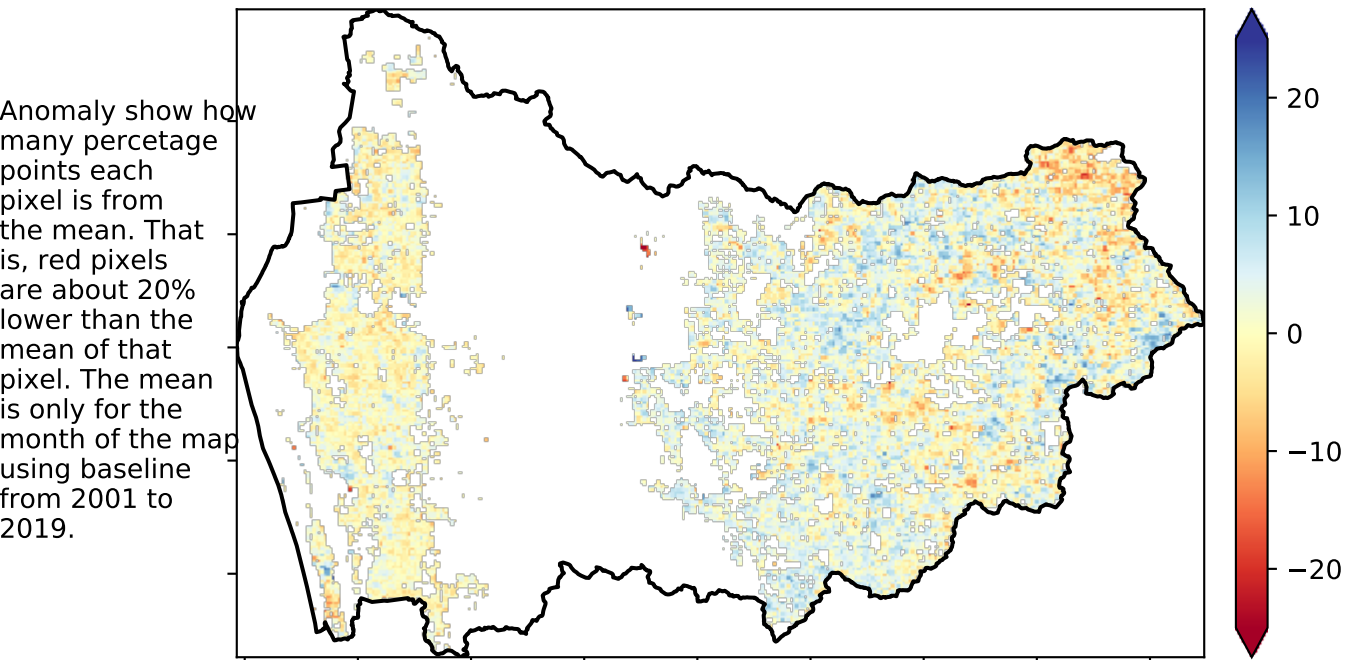 Anomaly show how
many percetage
points each
pixel is from
the mean. That
is, red pixels
are about 20%
lower than the
mean of that
pixel. The mean
is only for the
month of the map
using baseline
from 2001 to
2019.
20
10
0
−10
−20